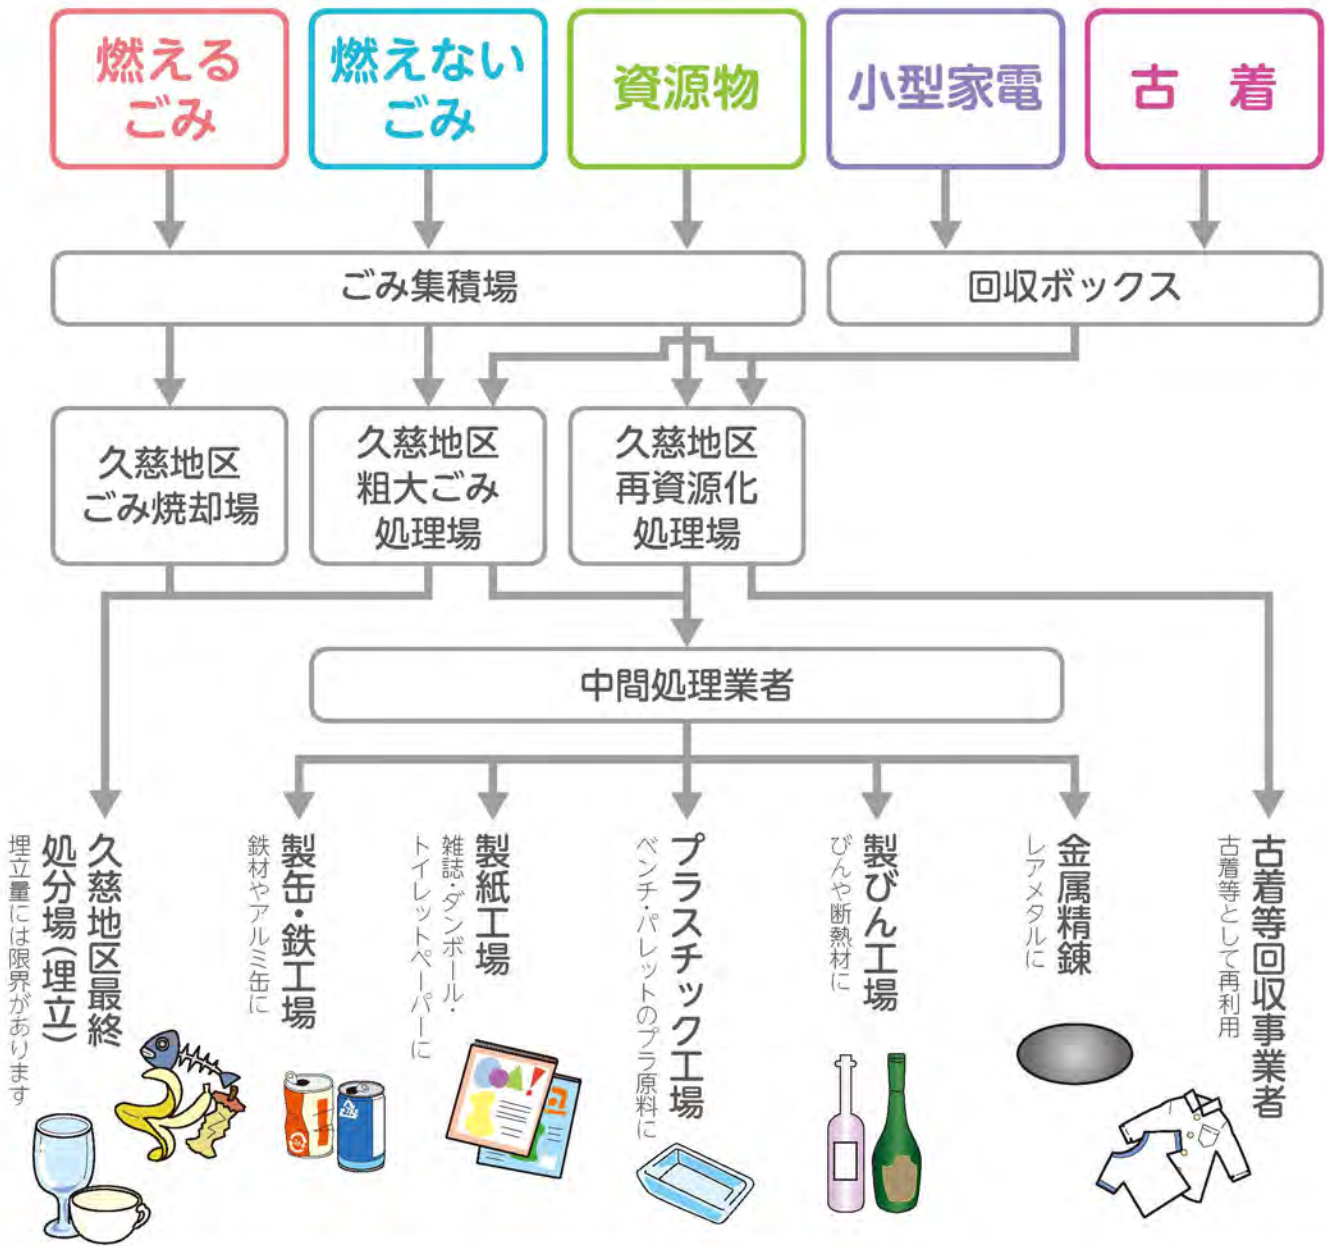 燃える
ごみ
燃えない
ごみ
資源物
小型家電
古　着
ごみ集積場
回収ボックス
久慈地区
ごみ焼却場
久慈地区
粗大ごみ
処理場
久慈地区
再資源化
処理場
中間処理業者
久慈地区最終
処分場(埋立)
埋立量には限界があります
製缶・鉄工場
鉄材やアルミ缶に
製紙工場
雑誌・ダンボール・
トイレットペーパーに
プラスチック工場
ベンチ・パレットのプラ原料に
製びん工場
びんや断熱材に
金属精錬
レアメタルに
古着等回収事業者
古着等として再利用